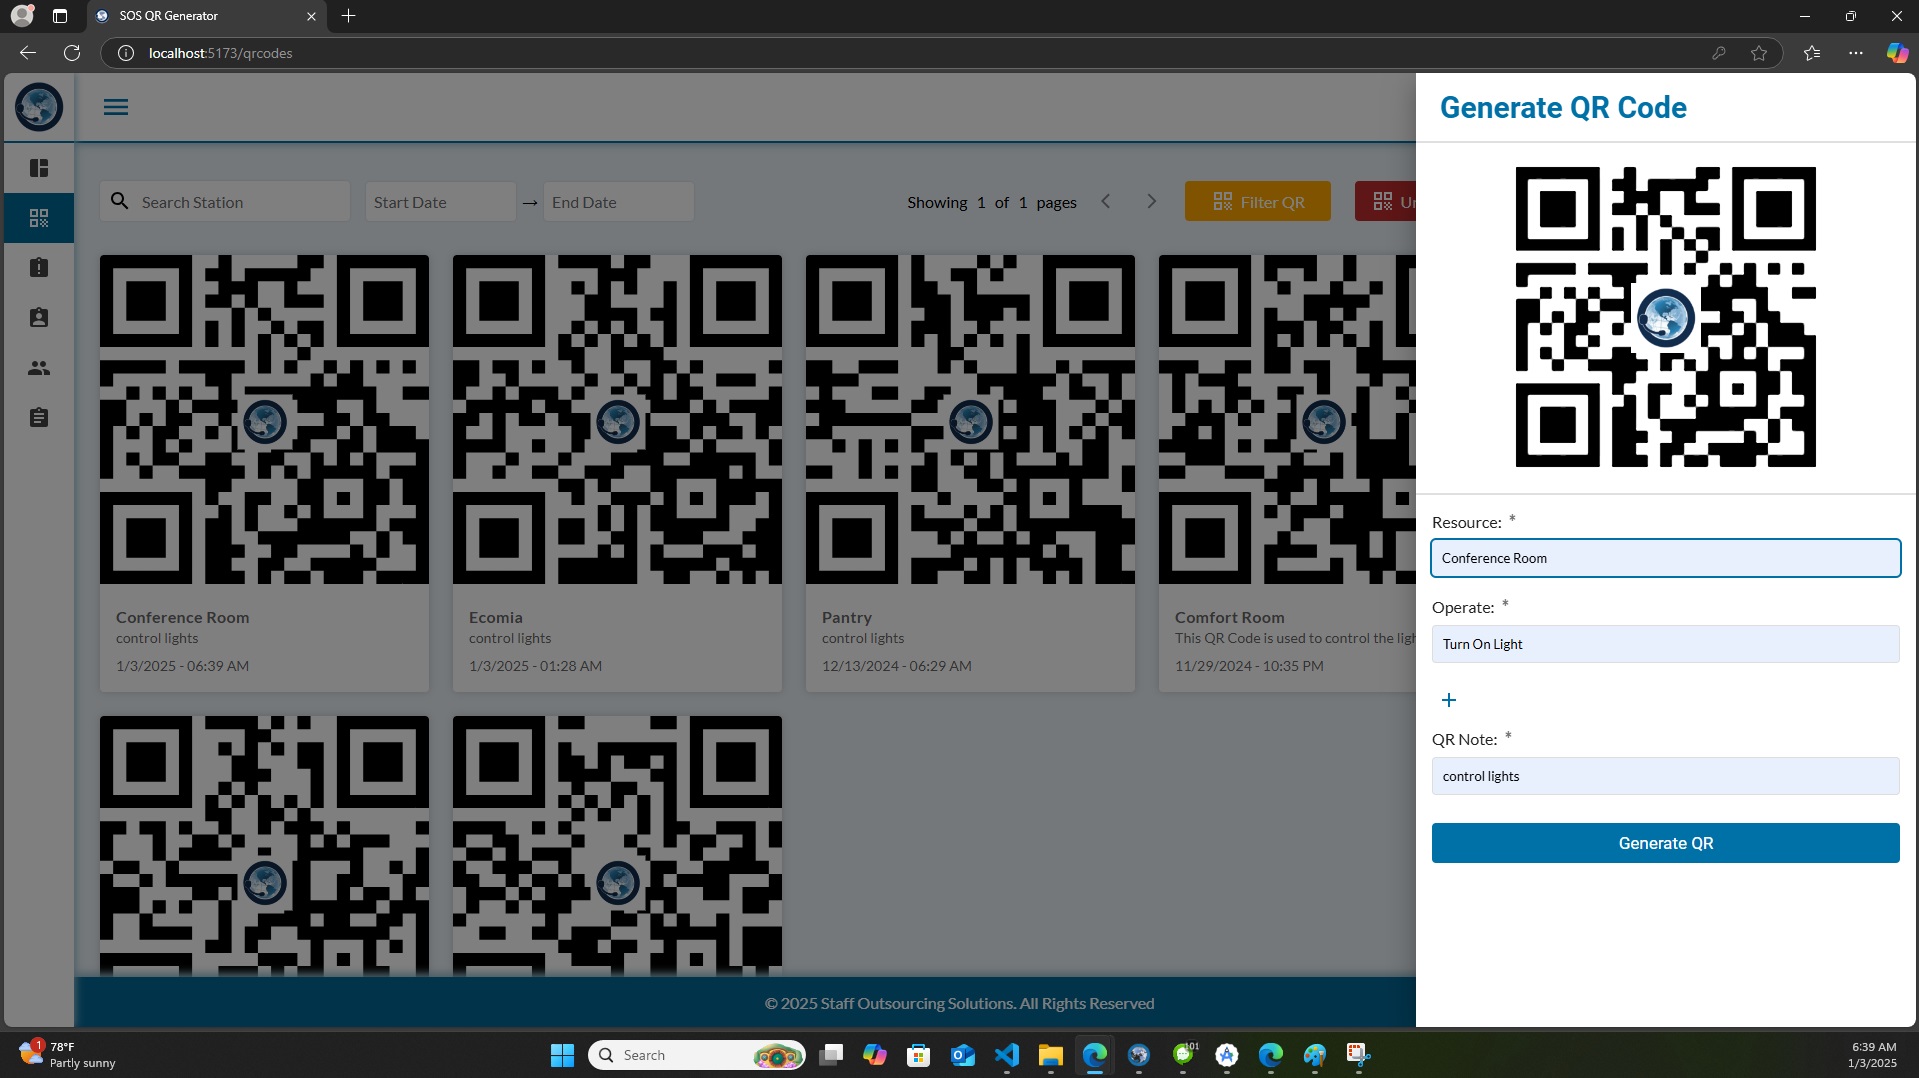 SOS QR Generator
localhost:5173/qrcodes
Generate QR Code
Search Station
Start Date → End Date
Showing 1 of 1 pages
Filter QR
Un
Conference Room
control lights
1/3/2025 - 06:39 AM
Ecomia
control lights
1/3/2025 - 01:28 AM
Pantry
control lights
12/13/2024 - 06:29 AM
Comfort Room
This QR Code is used to control the ligh
11/29/2024 - 10:35 PM
Resource: *
Conference Room
Operate: *
Turn On Light
+
QR Note: *
control lights
Generate QR
© 2025 Staff Outsourcing Solutions. All Rights Reserved
1
78°F
Partly sunny
Search
101
6:39 AM
1/3/2025